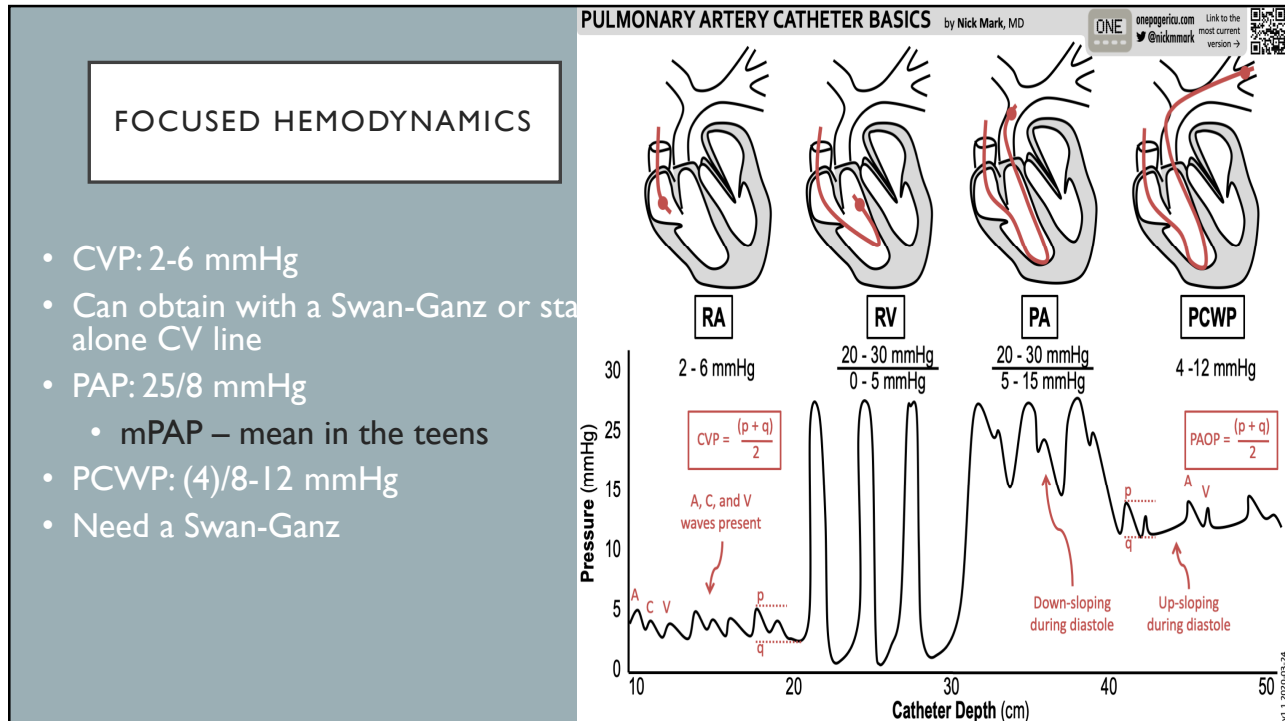 FOCUSED HEMODYNAMICS
• CVP: 2-6 mmHg
• Can obtain with a Swan-Ganz or sta
alone CV line
• PAP: 25/8 mmHg
• mPAP – mean in the teens
• PCWP: (4)/8-12 mmHg
• Need a Swan-Ganz
PULMONARY ARTERY CATHETER BASICS by Nick Mark, MD
ONE
onepagericu.com
@nickmmark
Link to the
most current
version →
RA
RV
PA
PCWP
2 - 6 mmHg
20 - 30 mmHg
0 - 5 mmHg
20 - 30 mmHg
5 - 15 mmHg
4 -12 mmHg
CVP = (p + q)
2
PAOP = (p + q)
2
A, C, and V
waves present
A
C
V
p
q
Down-sloping
during diastole
p
q
A
V
Up-sloping
during diastole
Pressure (mmHg)
30
25
15
10
5
0
10
20
30
40
50
Catheter Depth (cm)